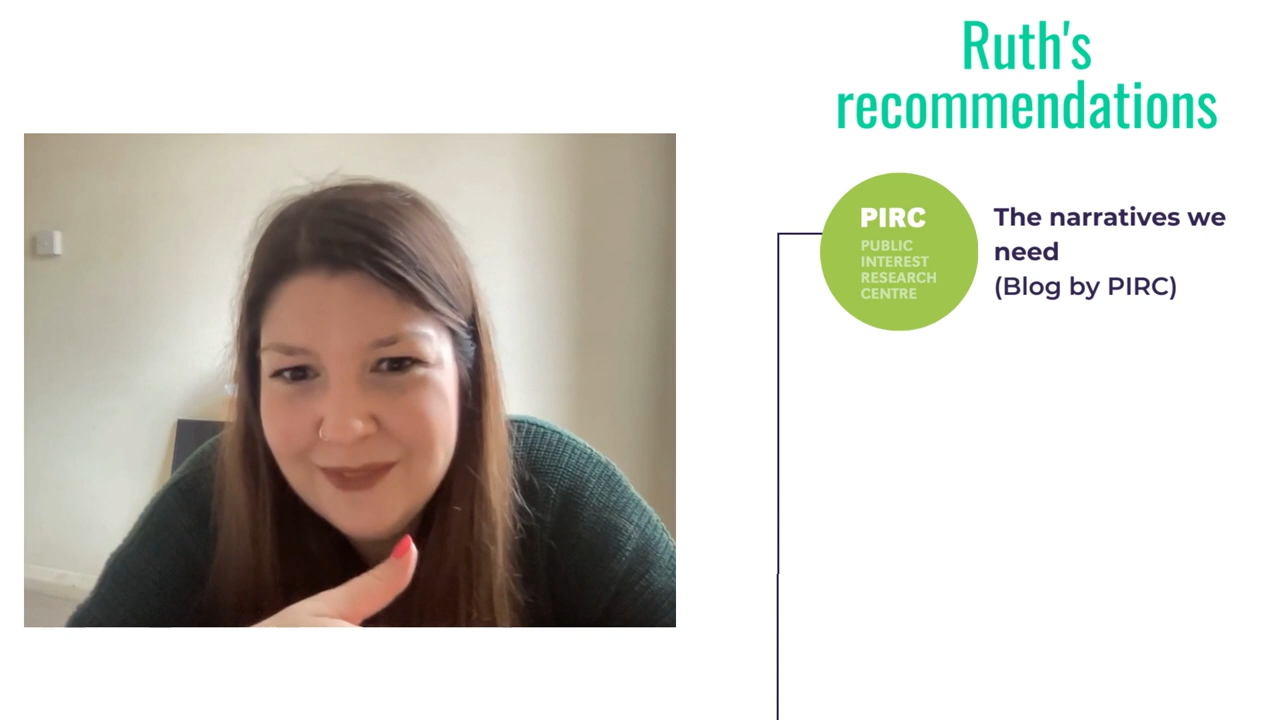 Ruth's
recommendations
PIRC
PUBLIC
INTEREST
RESEARCH
CENTRE
The narratives we
need
(Blog by PIRC)